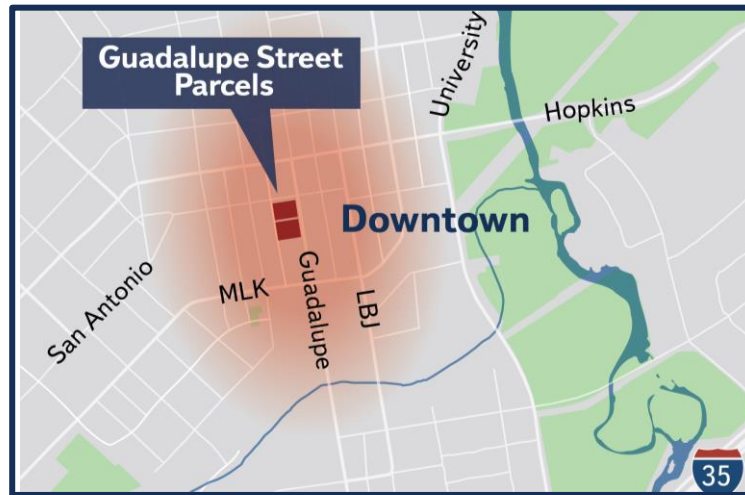 Guadalupe Street
Parcels
University
Hopkins
Downtown
San Antonio
MLK
Guadalupe
LBJ
35